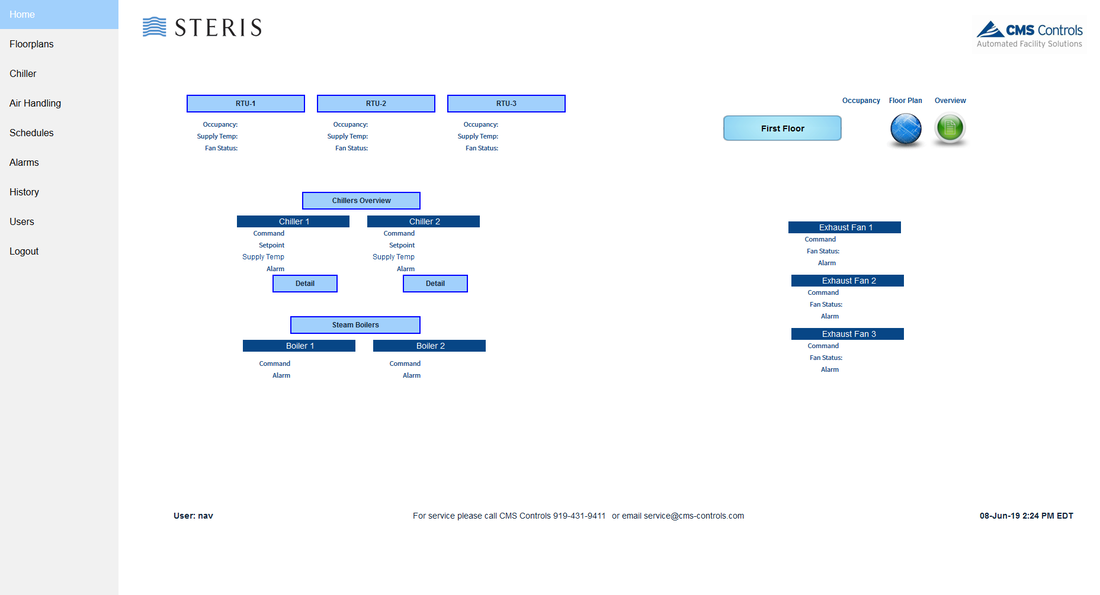 Home
Floorplans
Chiller
Air Handling
Schedules
Alarms
History
Users
Logout
STERIS
CMS Controls
Automated Facility Solutions
RTU-1 RTU-2 RTU-3
Occupancy: Occupancy: Occupancy:
Supply Temp: Supply Temp: Supply Temp:
Fan Status: Fan Status: Fan Status:
Occupancy Floor Plan Overview
First Floor
Chillers Overview
Chiller 1 Chiller 2
Command Command
Setpoint Setpoint
Supply Temp Supply Temp
Alarm Alarm
Detail Detail
Steam Boilers
Boiler 1 Boiler 2
Command Command
Alarm Alarm
Exhaust Fan 1
Command
Fan Status:
Alarm
Exhaust Fan 2
Command
Fan Status:
Alarm
Exhaust Fan 3
Command
Fan Status:
Alarm
User: nav
For service please call CMS Controls 919-431-9411 or email service@cms-controls.com
08-Jun-19 2:24 PM EDT